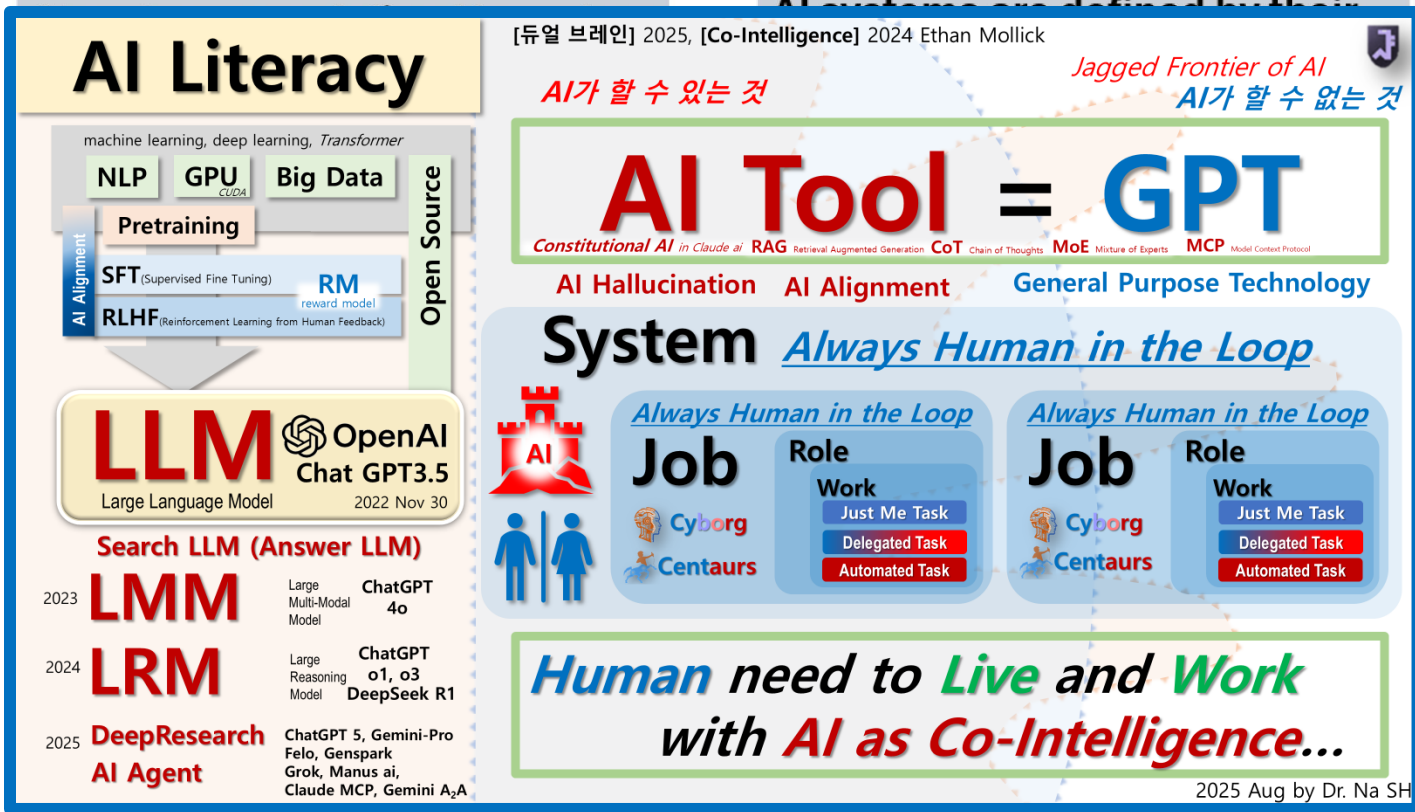 AI systems are defined by their
AI Literacy
machine learning, deep learning, Transformer
NLP
GPU
CUDA
Big Data
Open Source
AI Alignment
Pretraining
SFT(Supervised Fine Tuning)
RM
reward model
RLHF(Reinforcement Learning from Human Feedback)
LLM
Large Language Model
OpenAI
Chat GPT3.5
2022 Nov 30
Search LLM (Answer LLM)
2023 LMM
Large
Multi-Modal
Model
ChatGPT
4o
2024 LRM
Large
Reasoning
Model
ChatGPT
o1, o3
DeepSeek R1
2025 DeepResearch
AI Agent
ChatGPT 5, Gemini-Pro
Felo, Genspark
Grok, Manus ai,
Claude MCP, Gemini A2A
[듀얼 브레인] 2025, [Co-Intelligence] 2024 Ethan Mollick
AI가 할 수 있는 것
Jagged Frontier of AI
AI가 할 수 없는 것
AI Tool = GPT
Constitutional AI in Claude ai RAG Retrieval Augmented Generation CoT Chain of Thoughts MoE Mixture of Experts MCP Model Context Protocol
AI Hallucination AI Alignment General Purpose Technology
System Always Human in the Loop
AI
Always Human in the Loop
Job
Role
Work
Just Me Task
Delegated Task
Automated Task
Cyborg
Centaurs
Always Human in the Loop
Job
Role
Work
Just Me Task
Delegated Task
Automated Task
Cyborg
Centaurs
Human need to Live and Work
with AI as Co-Intelligence...
2025 Aug by Dr. Na SH